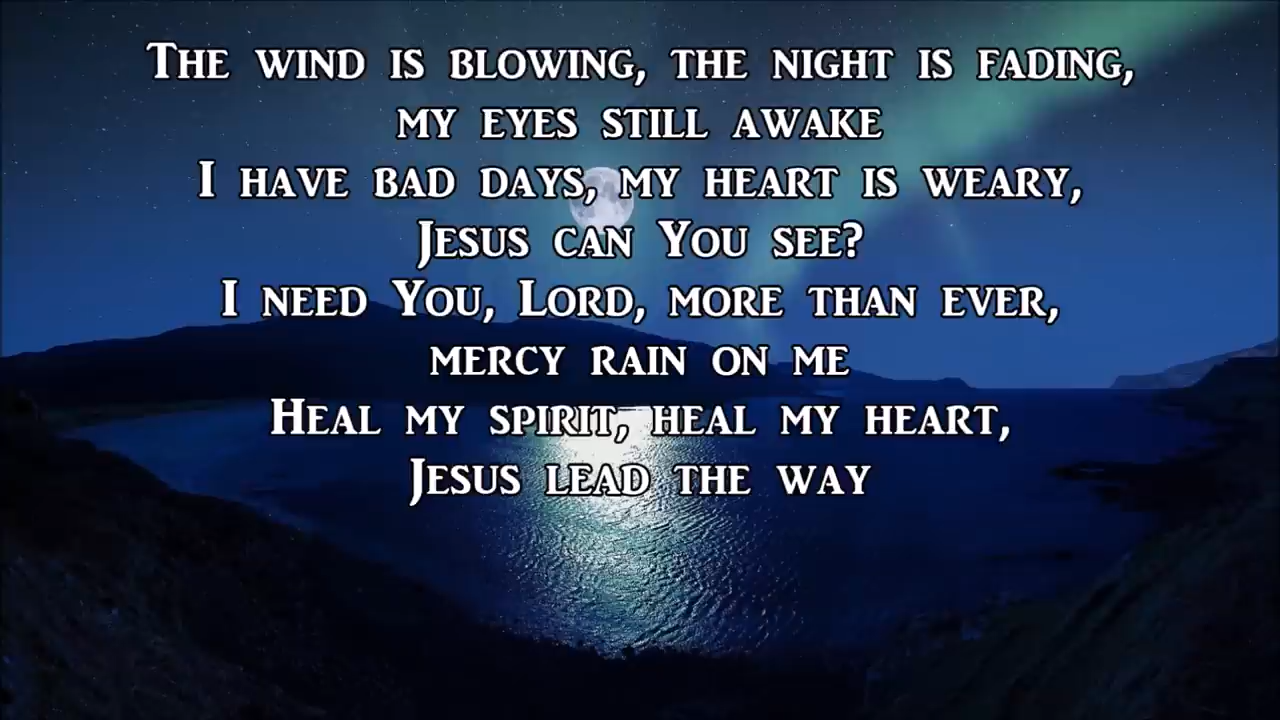 The wind is blowing, the night is fading,
my eyes still awake
I have bad days, my heart is weary,
Jesus can You see?
I need You, Lord, more than ever,
mercy rain on me
Heal my spirit, heal my heart,
Jesus lead the way